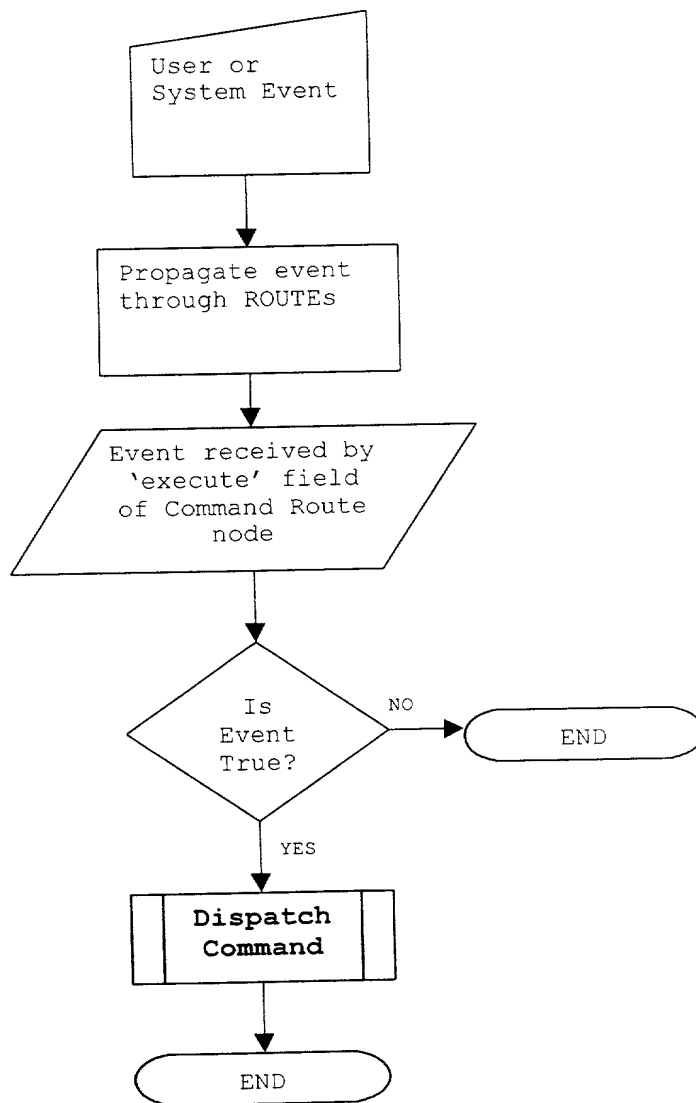 User or
System Event
Propagate event
through ROUTEs
Event received by
‘execute’ field
of Command Route
node
Is
Event
True?
NO
END
YES
Dispatch
Command
END